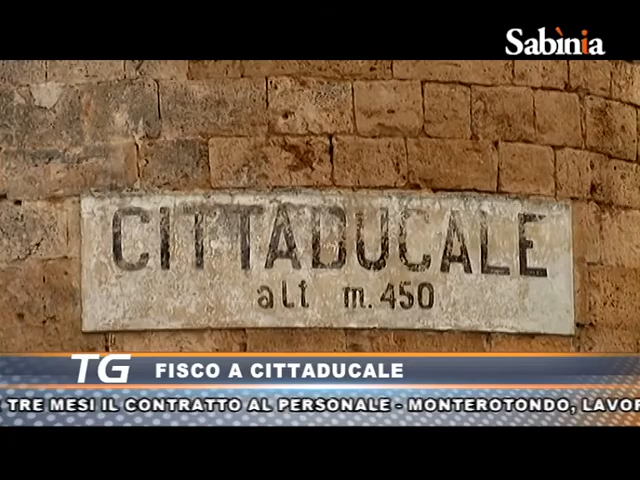 Sabìnia
CITTADUCALE
alt m. 450
TG FISCO A CITTADUCALE
TRE MESI IL CONTRATTO AL PERSONALE - MONTEROTONDO,